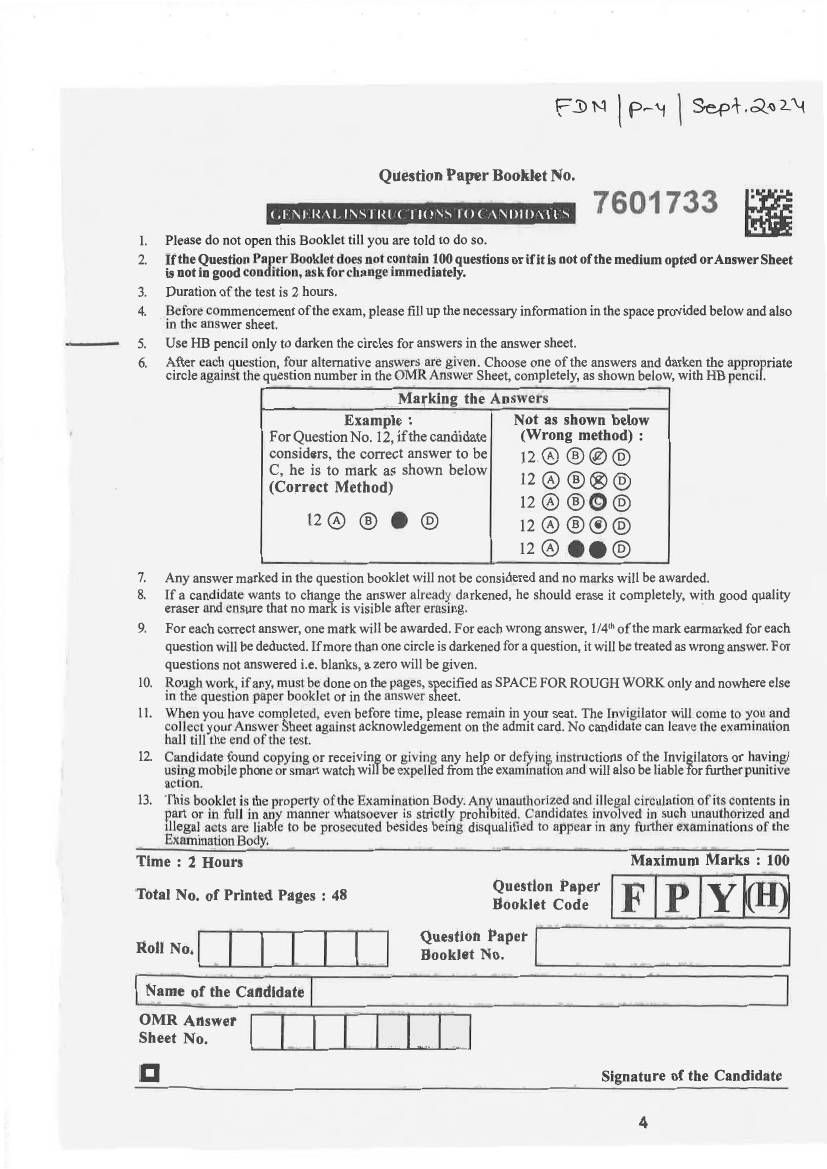 FDM | P-4 | Sept. 2024
Question Paper Booklet No.
GENERAL INSTRUCTIONS TO CANDIDATES
7601733
1. Please do not open this Booklet till you are told to do so.
2. If the Question Paper Booklet does not contain 100 questions or if it is not of the medium opted or Answer Sheet
is not in good condition, ask for change immediately.
3. Duration of the test is 2 hours.
4. Before commencement of the exam, please fill up the necessary information in the space provided below and also
in the answer sheet.
5. Use HB pencil only to darken the circles for answers in the answer sheet.
6. After each question, four alternative answers are given. Choose one of the answers and darken the appropriate
circle against the question number in the OMR Answer Sheet, completely, as shown below, with HB pencil.
Marking the Answers
Example :
For Question No. 12, if the candidate
considers, the correct answer to be
C, he is to mark as shown below
(Correct Method)
12 A B D
Not as shown below
(Wrong method) :
12 A B C D
12 A B C D
12 A B C D
12 A B C D
12 A D
7. Any answer marked in the question booklet will not be considered and no marks will be awarded.
8. If a candidate wants to change the answer already darkened, he should erase it completely, with good quality
eraser and ensure that no mark is visible after erasing.
9. For each correct answer, one mark will be awarded. For each wrong answer, 1/4th of the mark earmarked for each
question will be deducted. If more than one circle is darkened for a question, it will be treated as wrong answer. For
questions not answered i.e. blanks, a zero will be given.
10. Rough work, if any, must be done on the pages, specified as SPACE FOR ROUGH WORK only and nowhere else
in the question paper booklet or in the answer sheet.
11. When you have completed, even before time, please remain in your seat. The Invigilator will come to you and
collect your Answer Sheet against acknowledgement on the admit card. No candidate can leave the examination
hall till the end of the test.
12. Candidate found copying or receiving or giving any help or defying instructions of the Invigilators or having/
using mobile phone or smart watch will be expelled from the examination and will also be liable for further punitive
action.
13. This booklet is the property of the Examination Body. Any unauthorized and illegal circulation of its contents in
part or in full in any manner whatsoever is strictly prohibited. Candidates involved in such unauthorized and
illegal acts are liable to be prosecuted besides being disqualified to appear in any further examinations of the
Examination Body.
Time : 2 Hours
Maximum Marks : 100
Total No. of Printed Pages : 48
Question Paper
Booklet Code
F P Y (H)
Roll No.
Question Paper
Booklet No.
Name of the Candidate
OMR Answer
Sheet No.
Signature of the Candidate
4